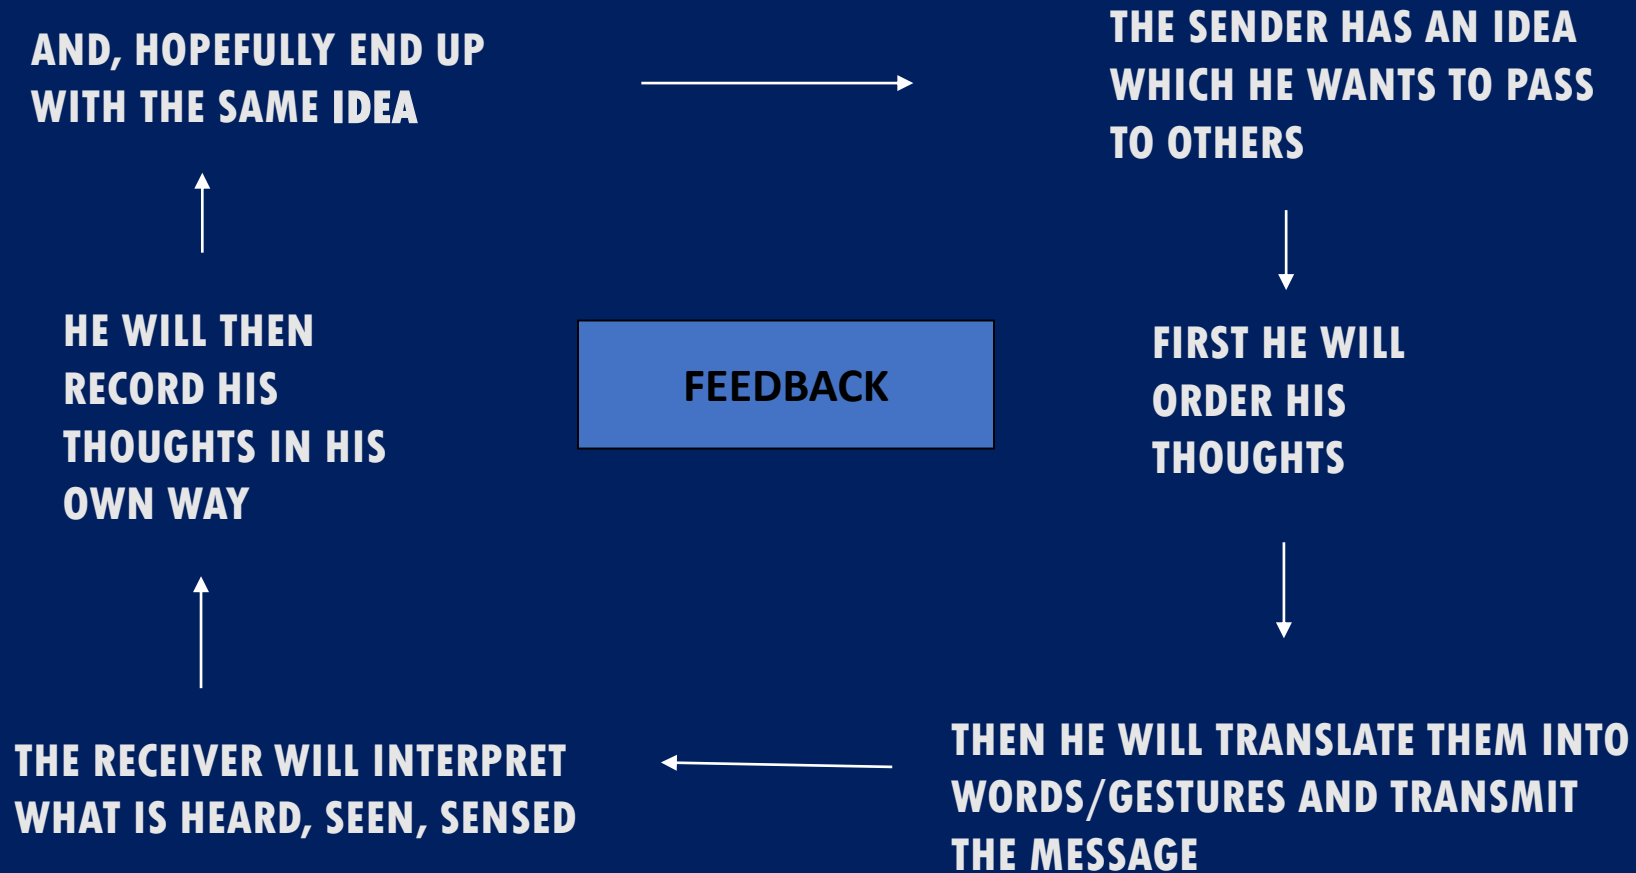 AND, HOPEFULLY END UP
WITH THE SAME IDEA
THE SENDER HAS AN IDEA
WHICH HE WANTS TO PASS
TO OTHERS
HE WILL THEN
RECORD HIS
THOUGHTS IN HIS
OWN WAY
FEEDBACK
FIRST HE WILL
ORDER HIS
THOUGHTS
THE RECEIVER WILL INTERPRET
WHAT IS HEARD, SEEN, SENSED
THEN HE WILL TRANSLATE THEM INTO
WORDS/GESTURES AND TRANSMIT
THE MESSAGE